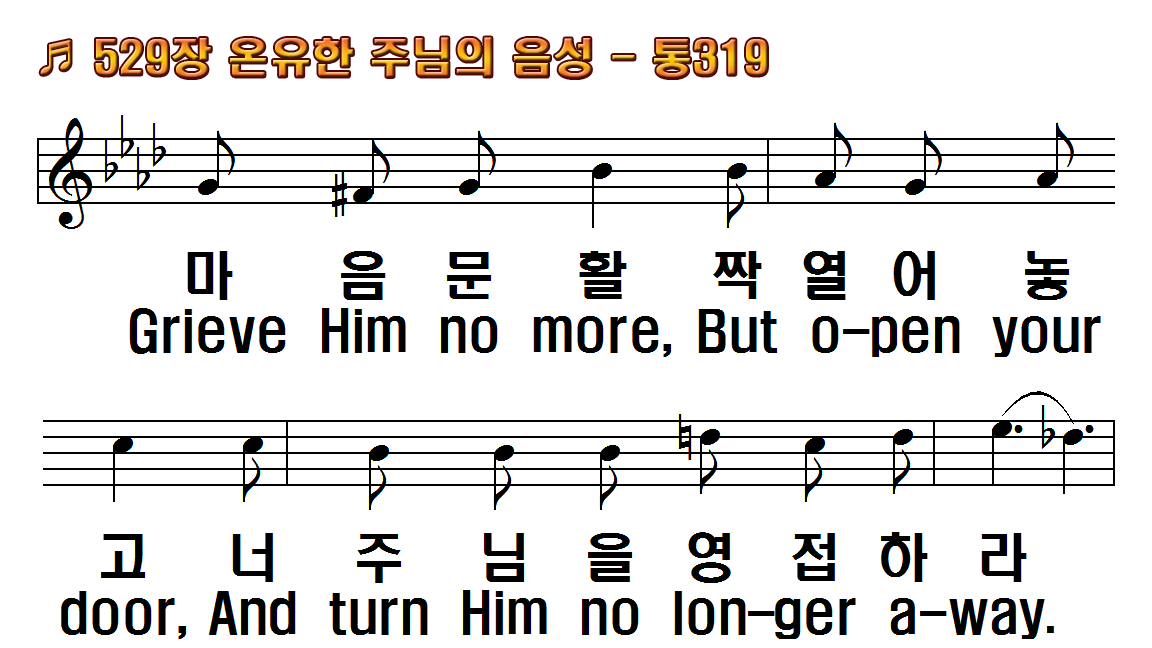 ♬ 529장 온유한 주님의 음성 - 통319
마 음 문 활 짝 열 어 놓
Grieve Him no more, But o-pen your
고 너 주 님 을 영 접 하 라
door, And turn Him no lon-ger a-way.